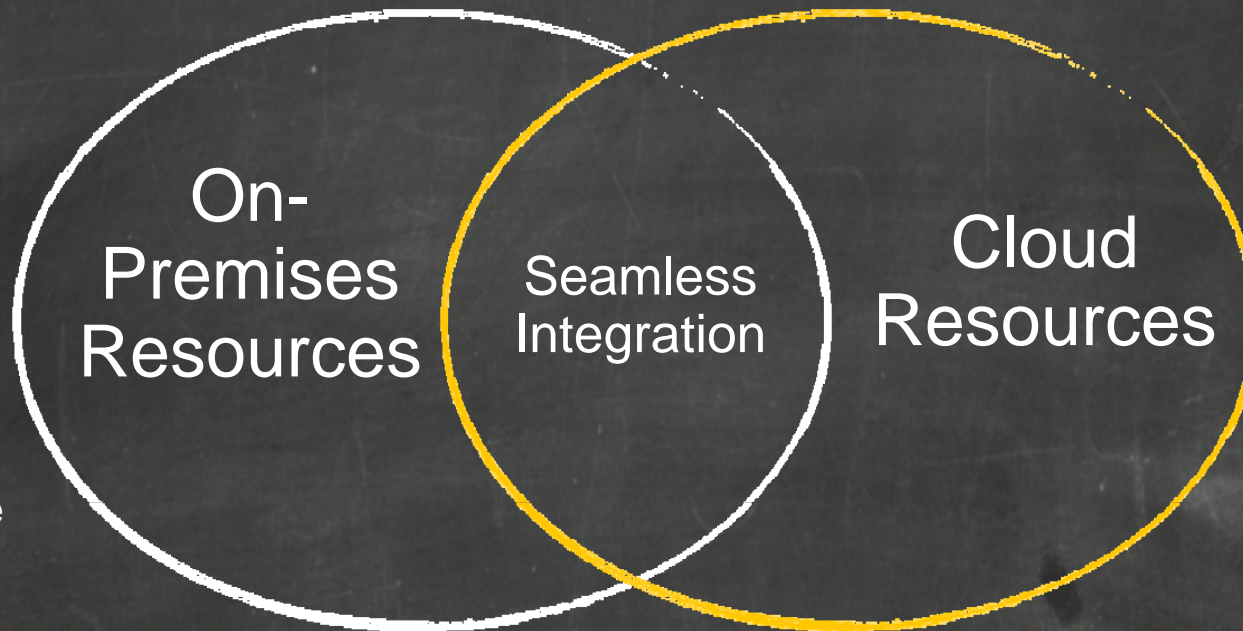 On-
Premises
Resources
Seamless
Integration
Cloud
Resources